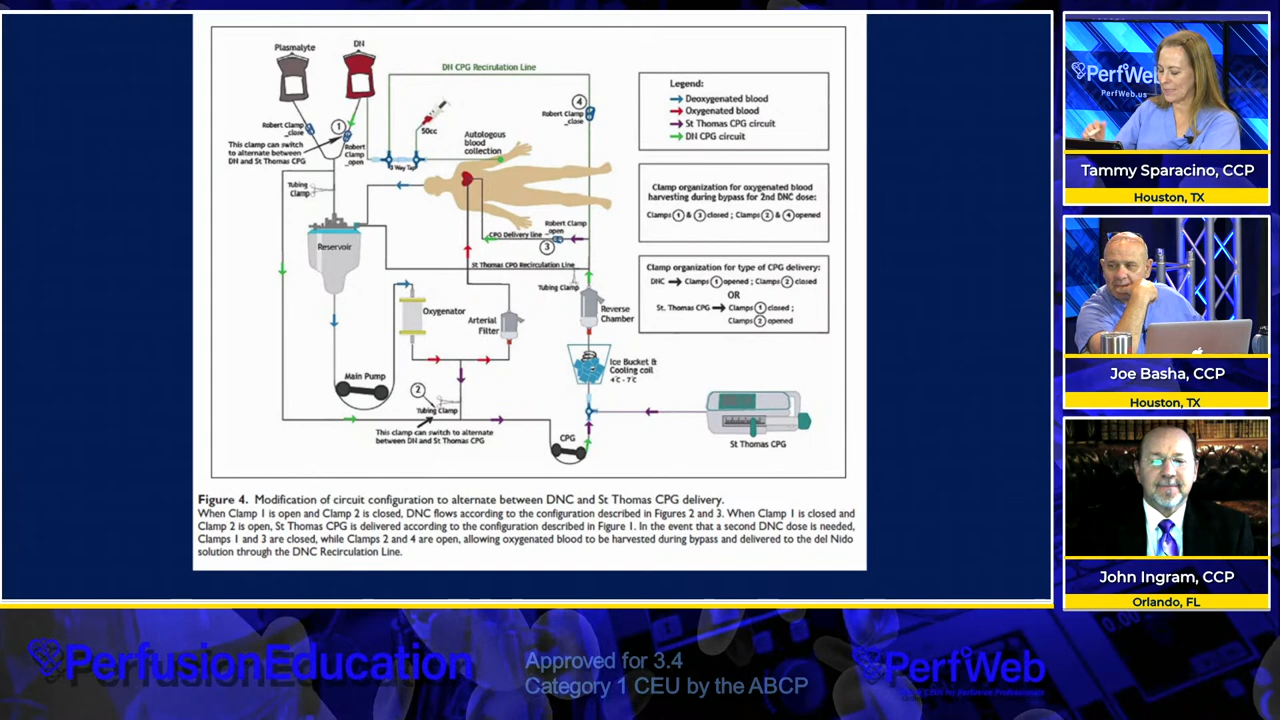 Plasmalyte
DN
DN CPG Recirulation Line
Robert Clamp
_close
1
This clamp can switch
to alternate between
DN and St Thomas CPG
Robert
Clamp
_open
50cc
3 Way Tap
Autologous
blood
collection
4
Robert Clamp
_close
Tubing
Clamp
Reservoir
CPG Delivery line
Robert Clamp
_open
3
St Thomas CPG Recirculation Line
Tubing Clamp
Oxygenator
Arterial
Filter
Reverse
Chamber
Ice Bucket &
Cooling coil
4°C - 7°C
Main Pump
2
Tubing Clamp
This clamp can switch to alternate
between DN and St Thomas CPG
CPG
St Thomas CPG
Legend:
Deoxygenated blood
Oxygenated blood
St Thomas CPG circuit
DN CPG circuit
Clamp organization for oxygenated blood
harvesting during bypass for 2nd DNC dose:
Clamps 1 & 3 closed ; Clamps 2 & 4 opened
Clamp organization for type of CPG delivery:
DNC → Clamps 1 opened ; Clamps 2 closed
OR
St. Thomas CPG → Clamps 1 closed ;
Clamps 2 opened
Figure 4. Modification of circuit configuration to alternate between DNC and St Thomas CPG delivery.
When Clamp 1 is open and Clamp 2 is closed, DNC flows according to the configuration described in Figures 2 and 3. When Clamp 1 is closed and
Clamp 2 is open, St Thomas CPG is delivered according to the configuration described in Figure 1. In the event that a second DNC dose is needed,
Clamps 1 and 3 are closed, while Clamps 2 and 4 are open, allowing oxygenated blood to be harvested during bypass and delivered to the del Nido
solution through the DNC Recirculation Line.
PerfWeb
PerfWeb.us
Tammy Sparacino, CCP
Houston, TX
Joe Basha, CCP
Houston, TX
John Ingram, CCP
Orlando, FL
PerfusionEducation
Approved for 3.4
Category 1 CEU by the ABCP
PerfWeb
for Perfusion Professionals